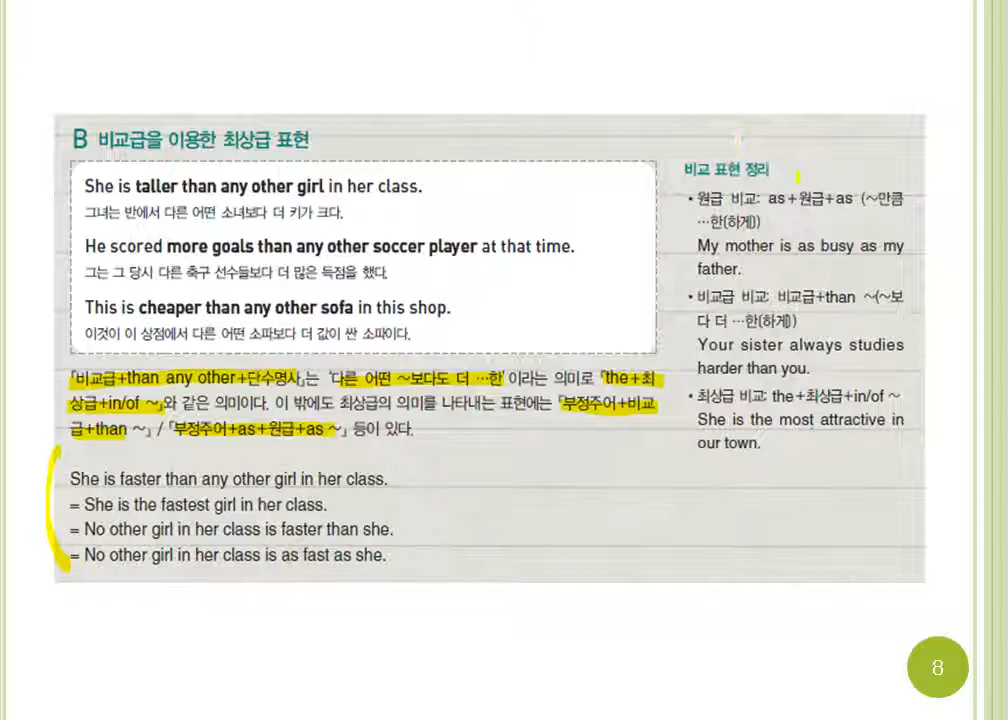 B 비교급을 이용한 최상급 표현
She is taller than any other girl in her class.
그녀는 반에서 다른 어떤 소녀보다 더 키가 크다.
He scored more goals than any other soccer player at that time.
그는 그 당시 다른 축구 선수들보다 더 많은 득점을 했다.
This is cheaper than any other sofa in this shop.
이것이 이 상점에서 다른 어떤 소파보다 더 값이 싼 소파이다.
「비교급+than any other+단수명사」는 ‘다른 어떤 ~보다도 더 …한’이라는 의미로 「the+최
상급+in/of ~」와 같은 의미이다. 이 밖에도 최상급의 의미를 나타내는 표현에는 「부정주어+비교
급+than ~」 / 「부정주어+as+원급+as ~」 등이 있다.
She is faster than any other girl in her class.
= She is the fastest girl in her class.
= No other girl in her class is faster than she.
= No other girl in her class is as fast as she.
비교 표현 정리
• 원급 비교: as+원급+as (~만큼
…한(하게))
My mother is as busy as my
father.
• 비교급 비교: 비교급+than ~(~보
다 더 …한(하게))
Your sister always studies
harder than you.
• 최상급 비교: the+최상급+in/of ~
She is the most attractive in
our town.
8